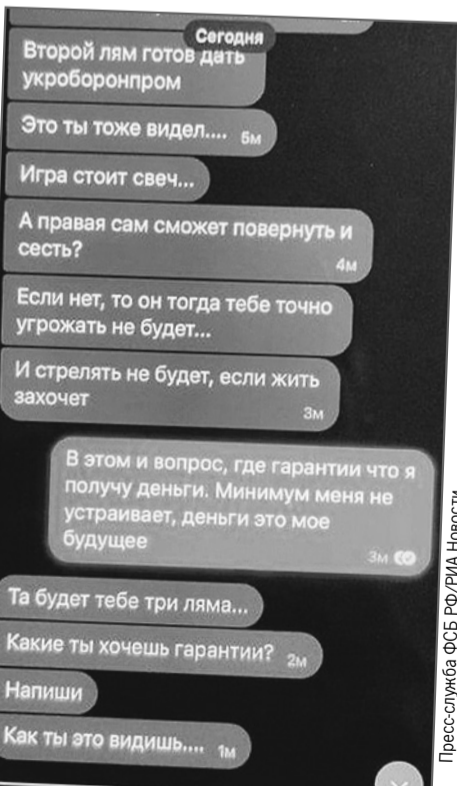 Сегодня
Второй лям готов дать
укроборонпром
Это ты тоже видел.... 5м
Игра стоит свеч...
А правая сам сможет повернуть и
сесть?
4м
Если нет, то он тогда тебе точно
угрожать не будет...
И стрелять не будет, если жить
захочет
3м
В этом и вопрос, где гарантии что я
получу деньги. Минимум меня не
устраивает, деньги это мое
будущее
3м
Та будет тебе три ляма...
Какие ты хочешь гарантии? 2м
Напиши
Как ты это видишь.... 1м
Пресс-служба ФСБ РФ/РИА Новости